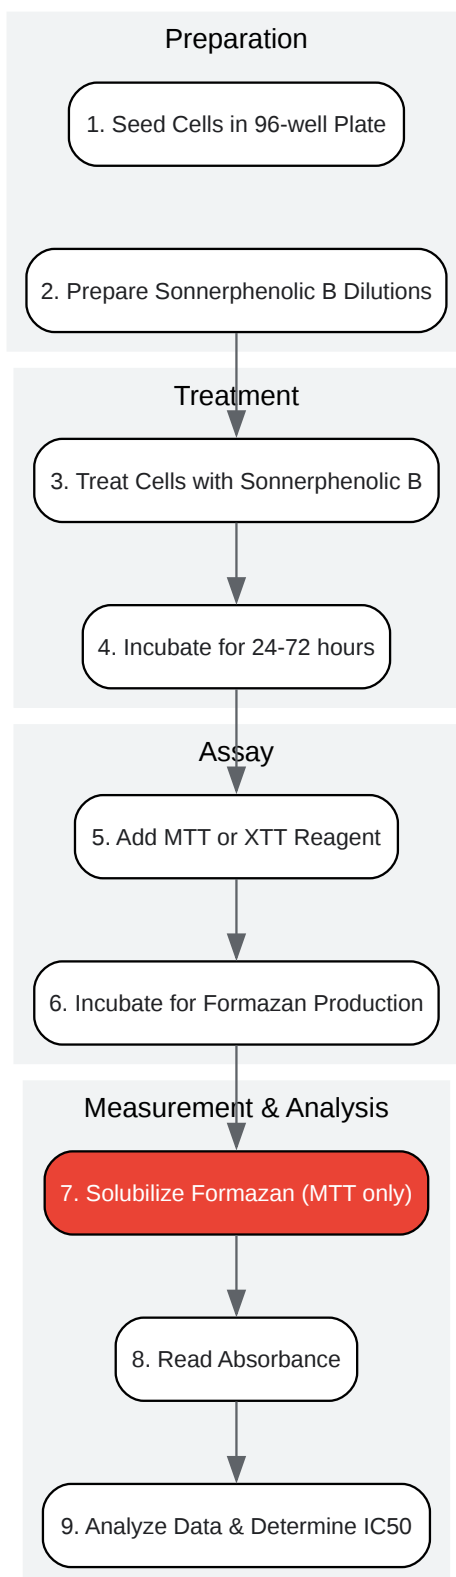 Preparation
1. Seed Cells in 96-well Plate
2. Prepare Sonnerphenolic B Dilutions
Treatment
3. Treat Cells with Sonnerphenolic B
4. Incubate for 24-72 hours
Assay
5. Add MTT or XTT Reagent
6. Incubate for Formazan Production
Measurement & Analysis
7. Solubilize Formazan (MTT only)
8. Read Absorbance
9. Analyze Data & Determine IC50